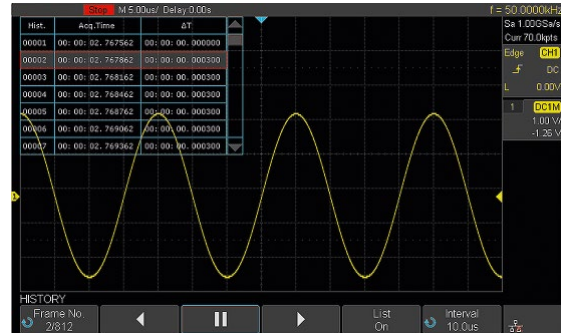 Stop M 5.00us/ Delay:0.00s f = 50.0000kHz
Sa 1.00GSa/s
Curr 70.0kpts
Edge CH1
DC
L 0.00V
1 DC1M
1.00 V/
-1.26 V
Hist. Acq.Time ΔT
00001 00: 00: 02. 767562 00: 00: 00. 000000
00002 00: 00: 02. 767862 00: 00: 00. 000300
00003 00: 00: 02. 768162 00: 00: 00. 000300
00004 00: 00: 02. 768462 00: 00: 00. 000300
00005 00: 00: 02. 768762 00: 00: 00. 000300
00006 00: 00: 02. 769062 00: 00: 00. 000300
00007 00: 00: 02. 769362 00: 00: 00. 000300
HISTORY
Frame No.
2/812
List
On
Interval
10.0us